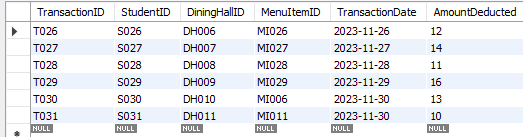 TransactionID StudentID DiningHallID MenuItemID TransactionDate AmountDeducted
T026 S026 DH006 MI026 2023-11-26 12
T027 S027 DH007 MI027 2023-11-27 14
T028 S028 DH008 MI028 2023-11-28 11
T029 S029 DH009 MI029 2023-11-29 16
T030 S030 DH010 MI006 2023-11-30 13
T031 S031 DH011 MI011 2023-11-30 10
NULL NULL NULL NULL NULL NULL